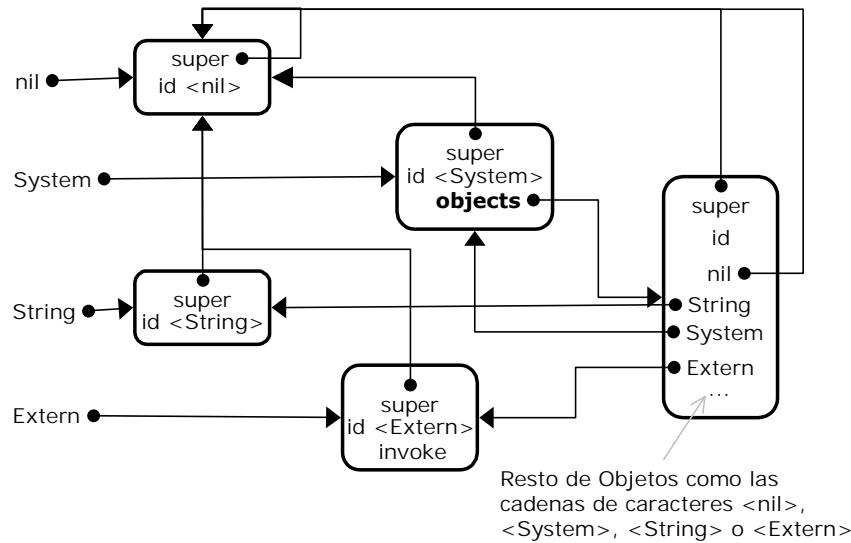 super
id <nil>
nil
super
id <System>
objects
System
super
id
nil
String
System
Extern
...
super
id <String>
String
super
id <Extern>
invoke
Extern
Resto de Objetos como las
cadenas de caracteres <nil>,
<System>, <String> o <Extern>